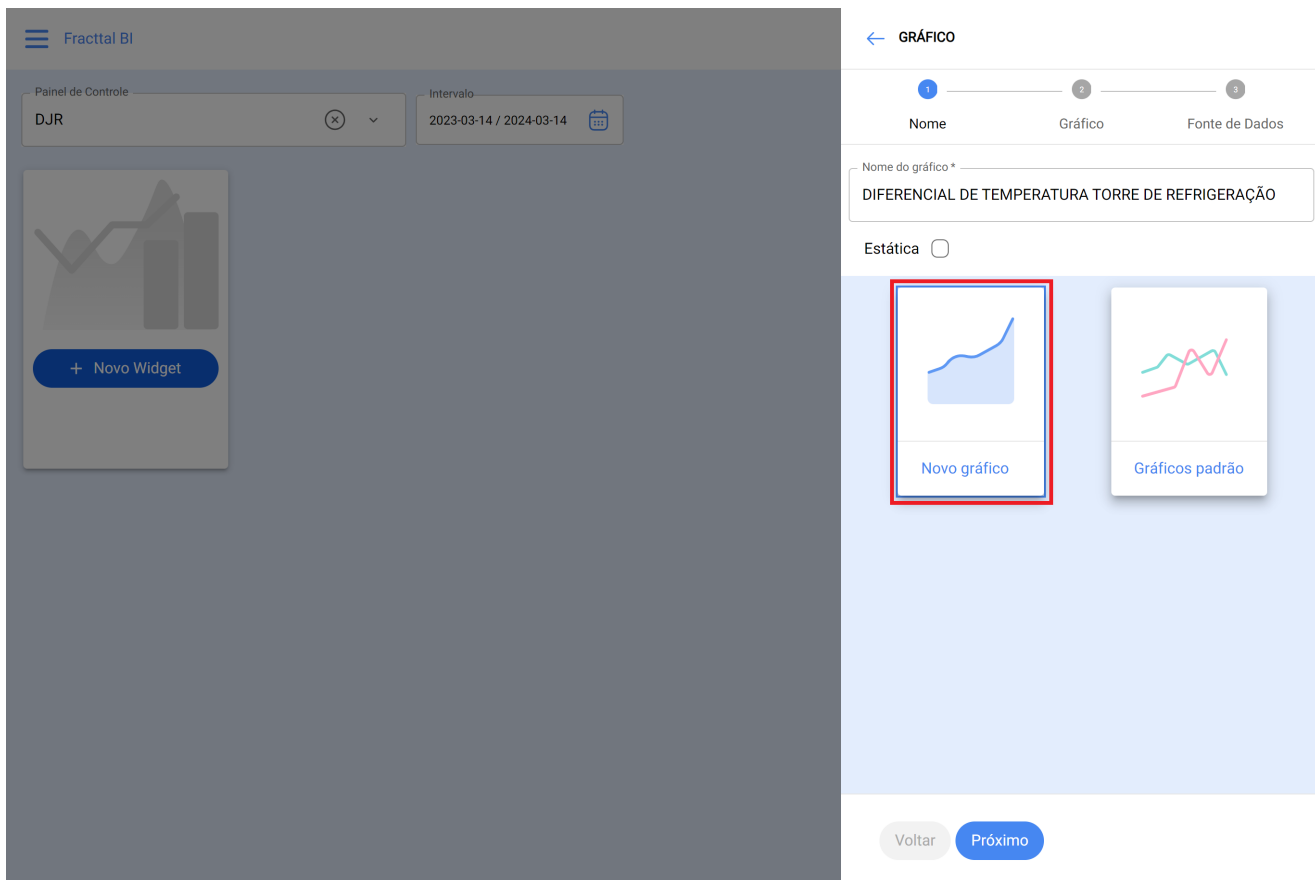 Fracttal BI
Painel de Controle
DJR
Intervalo
2023-03-14 / 2024-03-14
+ Novo Widget
GRÁFICO
1
2
3
Nome
Gráfico
Fonte de Dados
Nome do gráfico *
DIFERENCIAL DE TEMPERATURA TORRE DE REFRIGERAÇÃO
Estática
Novo gráfico
Gráficos padrão
Voltar
Próximo